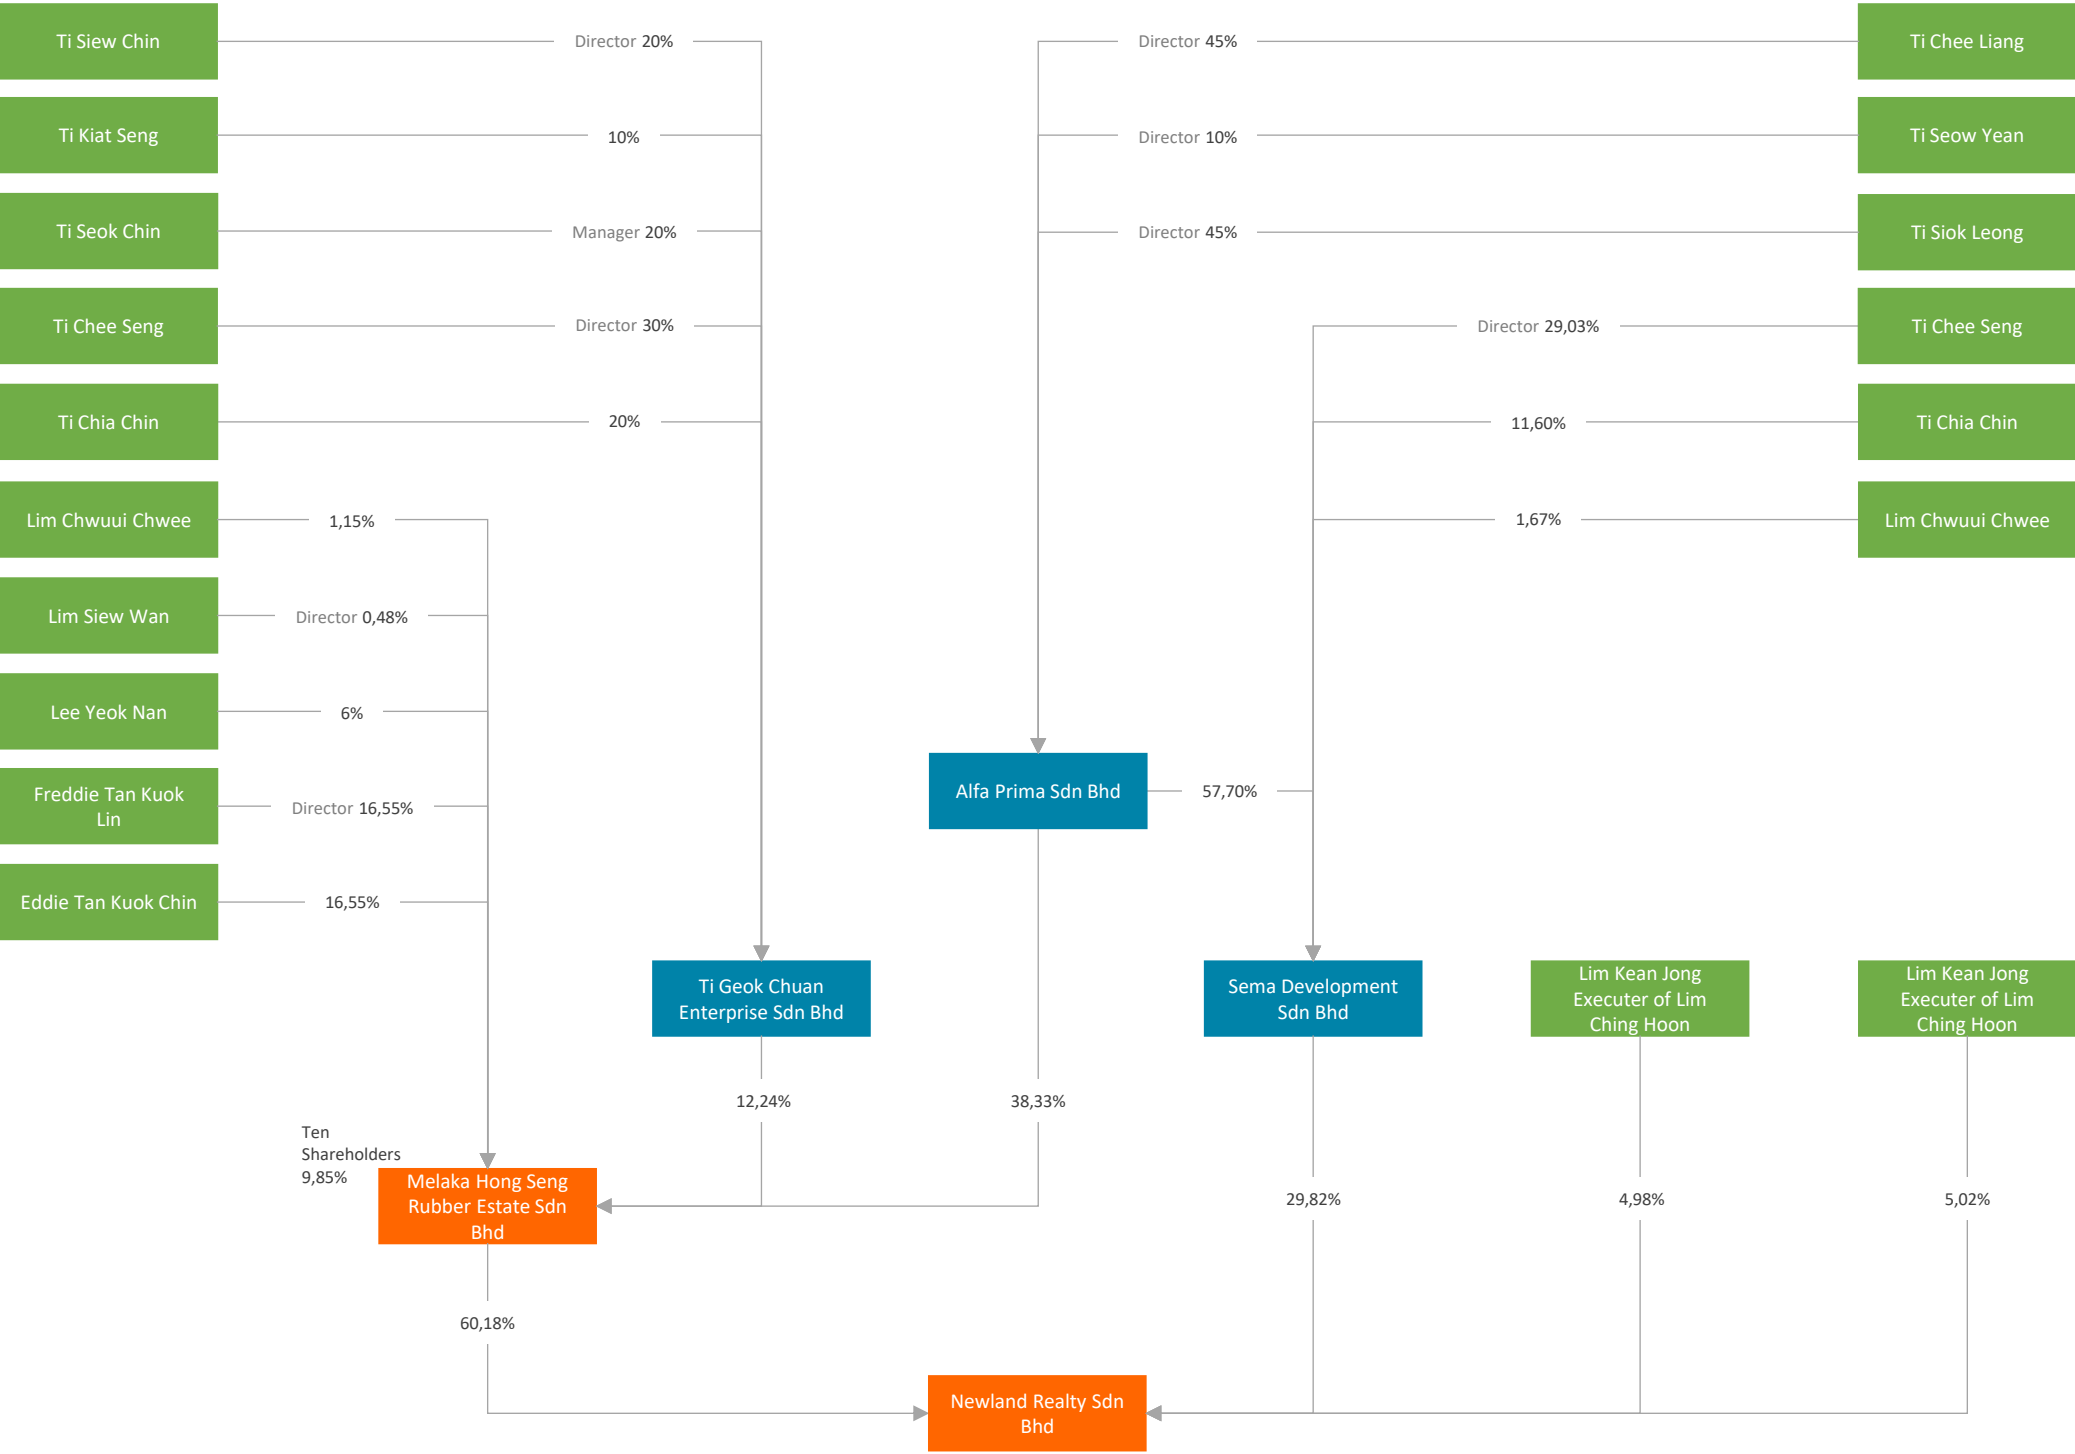 Ti Siew Chin
Director 20%
Director 45%
Ti Chee Liang
Ti Kiat Seng
10%
Director 10%
Ti Seow Yean
Ti Seok Chin
Manager 20%
Director 45%
Ti Siok Leong
Ti Chee Seng
Director 30%
Director 29,03%
Ti Chee Seng
Ti Chia Chin
20%
11,60%
Ti Chia Chin
Lim Chwuui Chwee
1,15%
1,67%
Lim Chwuui Chwee
Lim Siew Wan
Director 0,48%
Lee Yeok Nan
6%
Freddie Tan Kuok
Lin
Director 16,55%
Alfa Prima Sdn Bhd
57,70%
Eddie Tan Kuok Chin
16,55%
Ti Geok Chuan
Enterprise Sdn Bhd
Sema Development
Sdn Bhd
Lim Kean Jong
Executer of Lim
Ching Hoon
Lim Kean Jong
Executer of Lim
Ching Hoon
12,24%
38,33%
Ten
Shareholders
9,85%
Melaka Hong Seng
Rubber Estate Sdn
Bhd
29,82%
4,98%
5,02%
60,18%
Newland Realty Sdn
Bhd